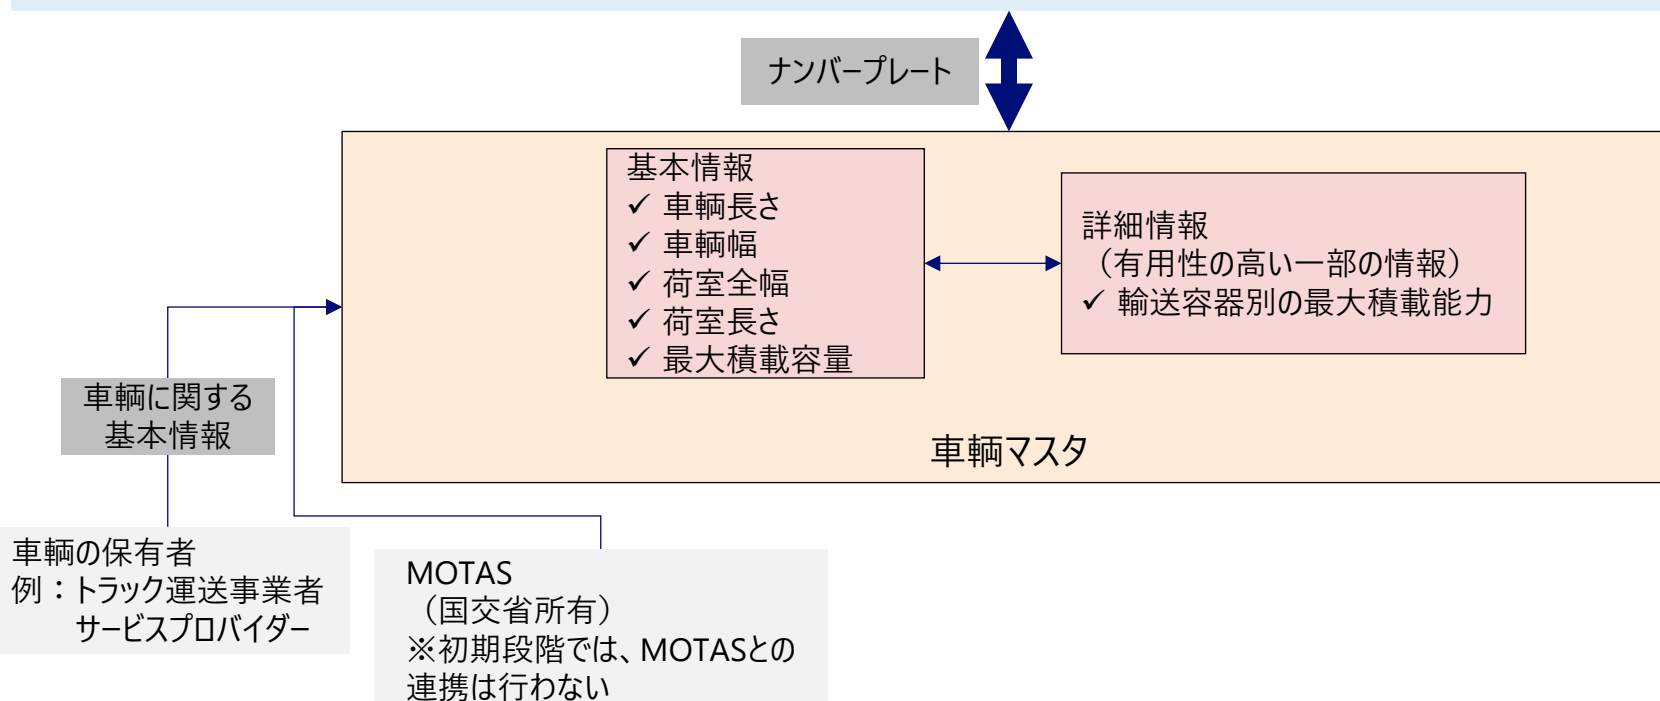 ナンバープレート
基本情報
✓ 車輌長さ
✓ 車輌幅
✓ 荷室全幅
✓ 荷室長さ
✓ 最大積載容量
詳細情報
（有用性の高い一部の情報）
✓ 輸送容器別の最大積載能力
車輌マスタ
車輌に関する
基本情報
車輌の保有者
例：トラック運送事業者
サービスプロバイダー
MOTAS
（国交省所有）
※初期段階では、MOTASとの
連携は行わない